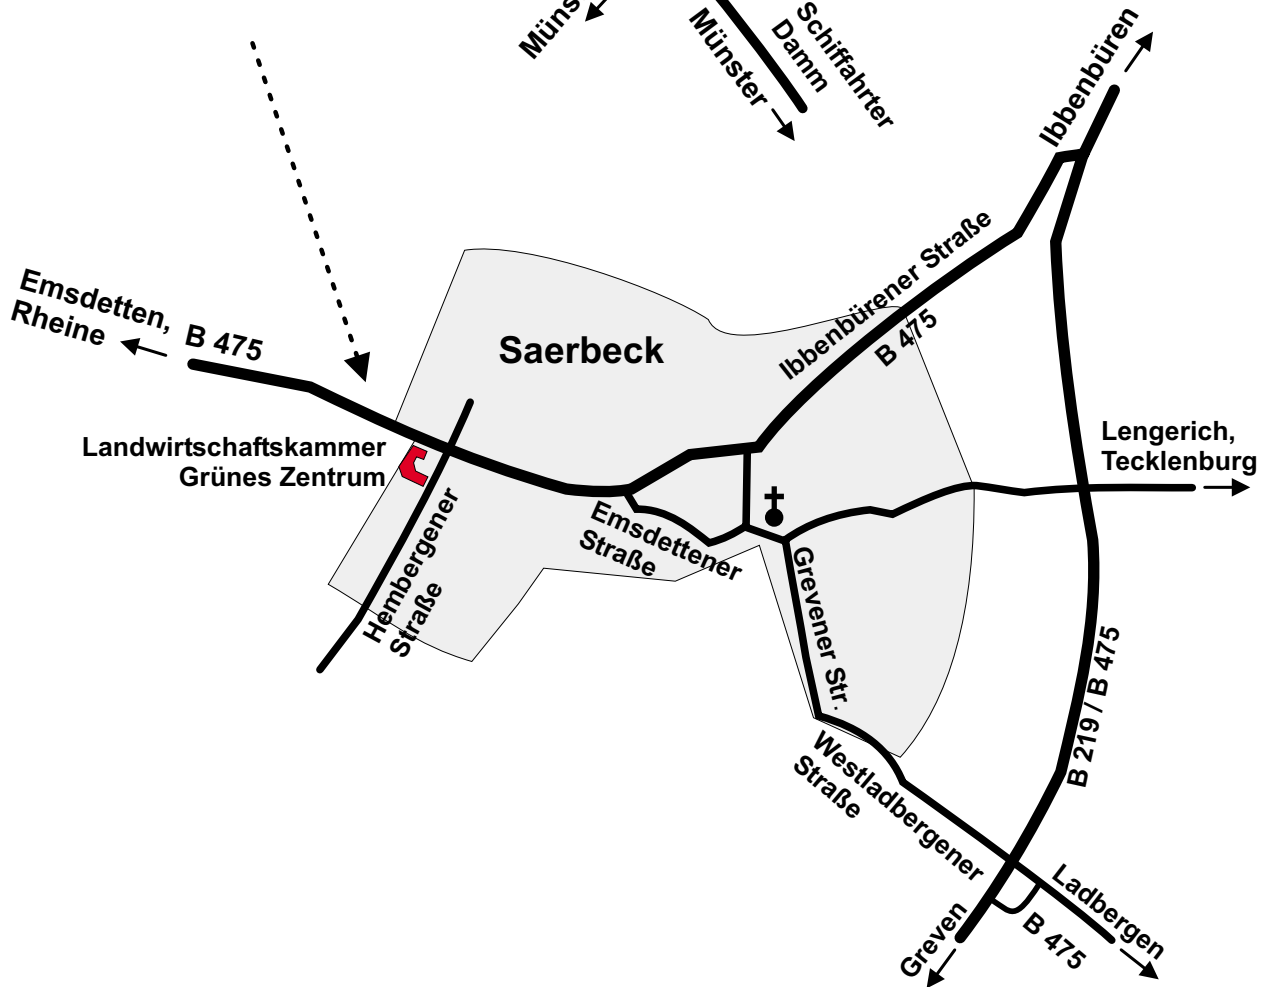 Müns
Münster
Schiffahrter
Damm
Ibbenbüren
Emsdetten,
Rheine
B 475
Saerbeck
Ibbenbürener Straße
B 475
Landwirtschaftskammer
Grünes Zentrum
Lengerich,
Tecklenburg
Hembergener
Straße
Emsdettener
Straße
Grevener Str.
B 219 / B 475
Westladbergener
Straße
Ladbergen
B 475
Greven